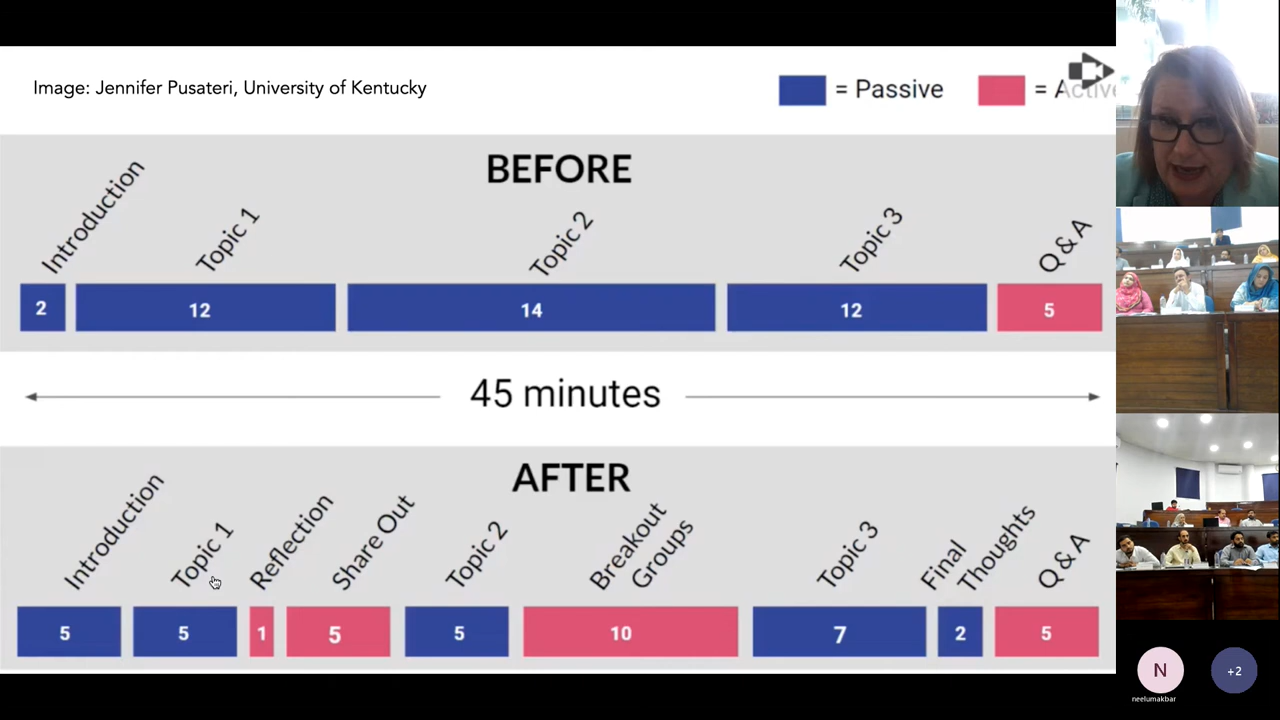 Image: Jennifer Pusateri, University of Kentucky
= Passive
= Active
BEFORE
Introduction
Topic 1
Topic 2
Topic 3
Q & A
2
12
14
12
5
45 minutes
AFTER
Introduction
Topic 1
Reflection
Share Out
Topic 2
Breakout
Groups
Topic 3
Final
Thoughts
Q & A
5
5
1
5
5
10
7
2
5
N
+2
neelumakbar